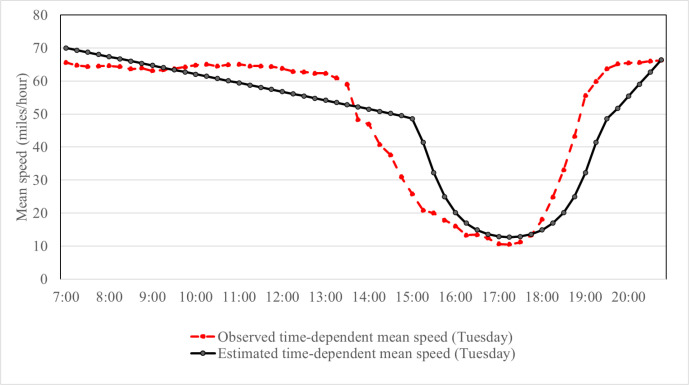 80
70
60
50
40
30
20
10
0
Mean speed (miles/hour)
7:00 8:00 9:00 10:00 11:00 12:00 13:00 14:00 15:00 16:00 17:00 18:00 19:00 20:00
Observed time-dependent mean speed (Tuesday)
Estimated time-dependent mean speed (Tuesday)